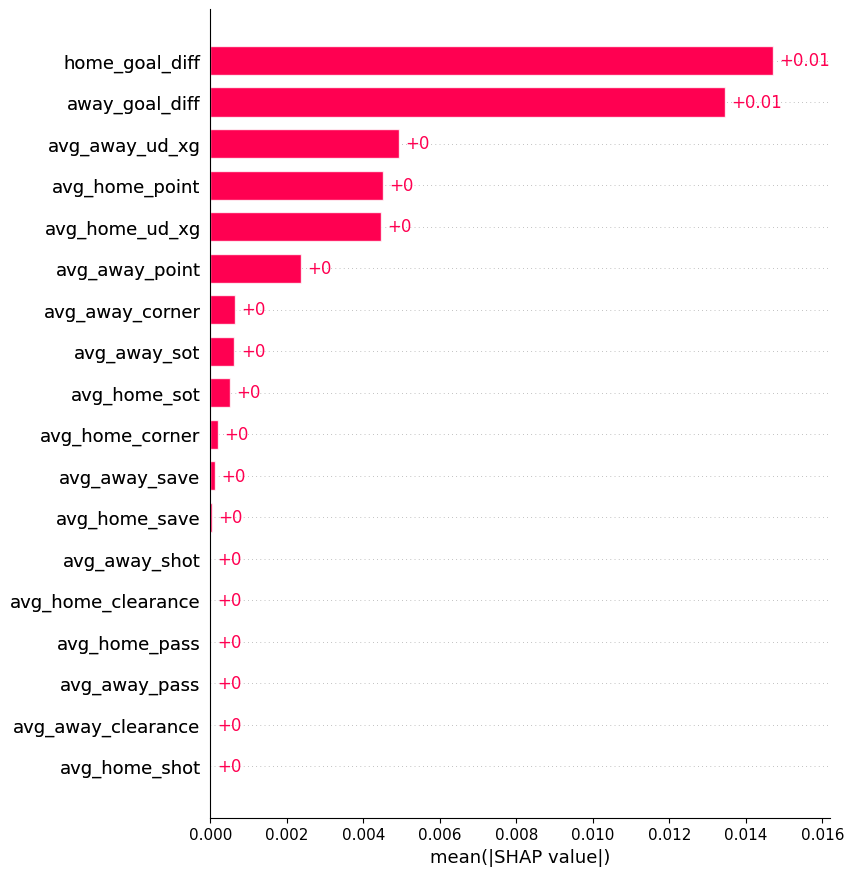 home_goal_diff +0.01
away_goal_diff +0.01
avg_away_ud_xg +0
avg_home_point +0
avg_home_ud_xg +0
avg_away_point +0
avg_away_corner +0
avg_away_sot +0
avg_home_sot +0
avg_home_corner +0
avg_away_save +0
avg_home_save +0
avg_away_shot +0
avg_home_clearance +0
avg_home_pass +0
avg_away_pass +0
avg_away_clearance +0
avg_home_shot +0
0.000 0.002 0.004 0.006 0.008 0.010 0.012 0.014 0.016
mean(|SHAP value|)